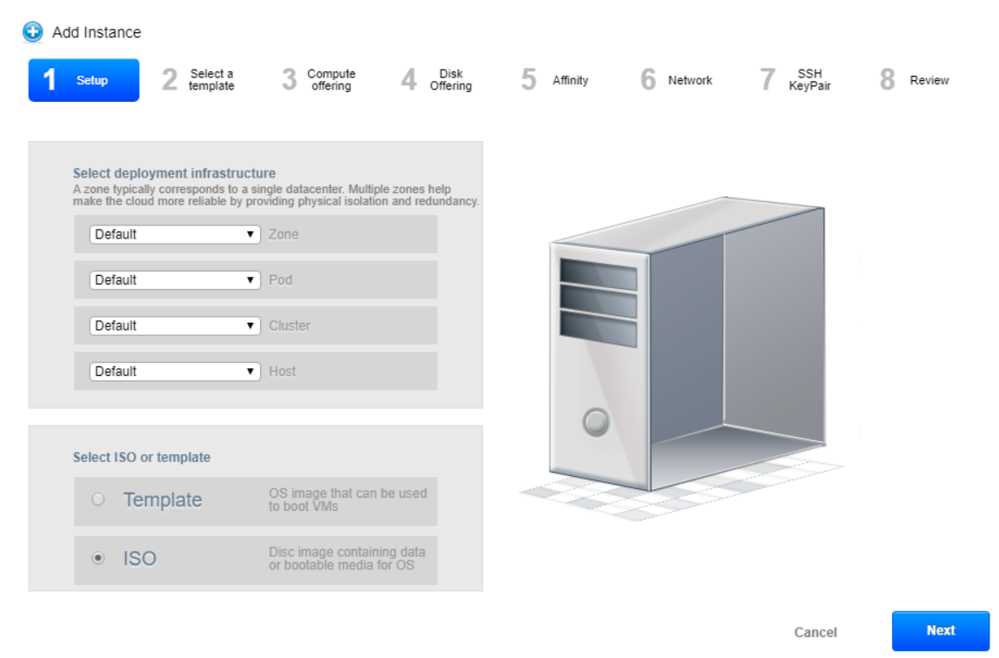 Add Instance
1 Setup
2 Select a
template
3 Compute
offering
4 Disk
Offering
5 Affinity
6 Network
7 SSH
KeyPair
8 Review
Select deployment infrastructure
A zone typically corresponds to a single datacenter. Multiple zones help
make the cloud more reliable by providing physical isolation and redundancy.
Default Zone
Default Pod
Default Cluster
Default Host
Select ISO or template
Template OS image that can be used
to boot VMs
ISO Disc image containing data
or bootable media for OS
Cancel Next